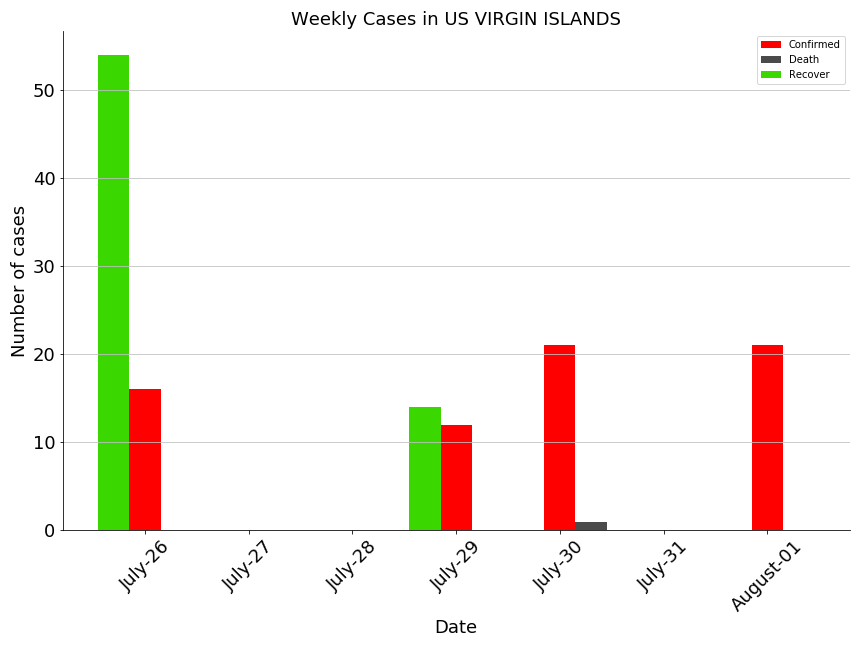 Weekly Cases in US VIRGIN ISLANDS
Confirmed
Death
Recover
Number of cases
50
40
30
20
10
0
July-26
July-27
July-28
July-29
July-30
July-31
August-01
Date